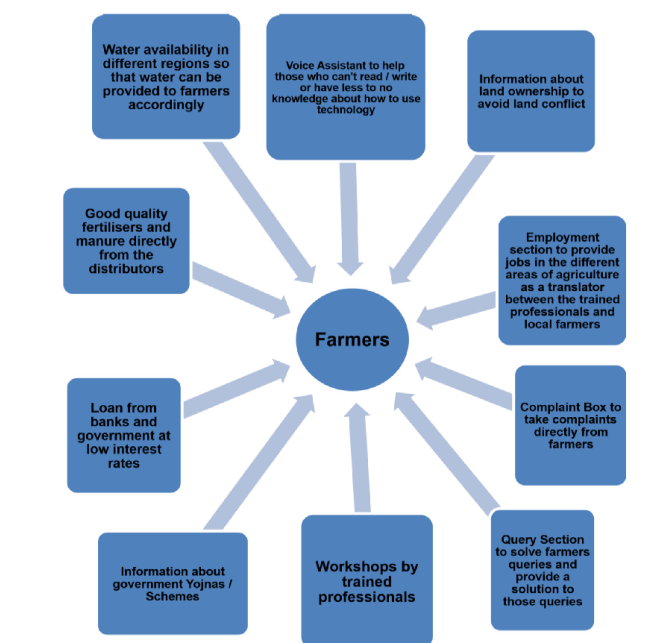 Water availability in
different regions so
that water can be
provided to farmers
accordingly
Voice Assistant to help
those who can't read / write
or have less to no
knowledge about how to use
technology
Information about
land ownership to
avoid land conflict
Good quality
fertilisers and
manure directly
from the
distributors
Employment
section to provide
jobs in the different
areas of agriculture
as a translator
between the trained
professionals and
local farmers
Farmers
Loan from
banks and
government at
low interest
rates
Complaint Box to
take complaints
directly from
farmers
Information about
government Yojnas /
Schemes
Workshops by
trained
professionals
Query Section
to solve farmers
queries and
provide a
solution to
those queries